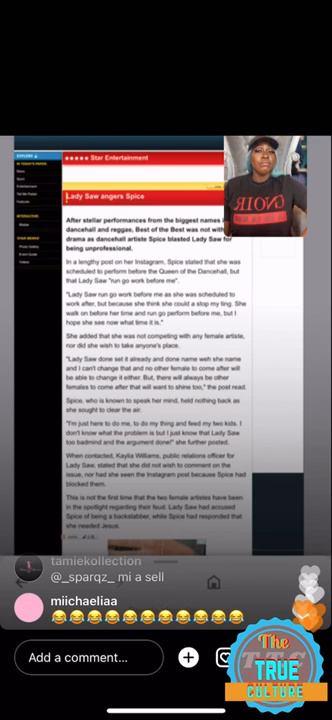 ★★★★★ Star Entertainment
Lady Saw angers Spice
After stellar performances from the biggest names
dancehall and reggae, Best of the Best was not with
drama as dancehall artiste Spice blasted Lady Saw for
being unprofessional.
In a lengthy post on her Instagram, Spice stated that she was
scheduled to perform before the Queen of the Dancehall, but
that Lady Saw "run go work before me".
"Lady Saw run go work before me as she was scheduled to
work after, but because she think she could a stop my ting. She
walk on before her time and run go perform before me, but I
hope she see now what time it is."
She added that she was not competing with any female artiste,
nor did she wish to take anyone's place.
"Lady Saw done set it already and done name weh she name
and I can't change that and no other female to come after will
be able to change it either. But, there will always be other
females to come after that will want to shine too," the post read.
Spice, who is known to speak her mind, held nothing back as
she sought to clear the air.
"I'm just here to do me, to do my thing and feed my two kids. I
don't know what the problem is but I just know that Lady Saw
too badmind and the argument done!" she further posted.
When contacted, Kaylia Williams, public relations officer for
Lady Saw, stated that she did not wish to comment on the
issue, nor had she seen the Instagram post because Spice had
blocked them.
This is not the first time that the two female artistes have been
in the spotlight regarding their feud. Lady Saw had accused
Spice of being a backstabber, while Spice had responded that
she needed Jesus.
tamiekollection
@_sparqz_ mi a sell
miichaeliaa
😂😂😂😂😂😂😂😂😂😂😂😂
Add a comment...
The
T.T.C
TRUE
CULTURE